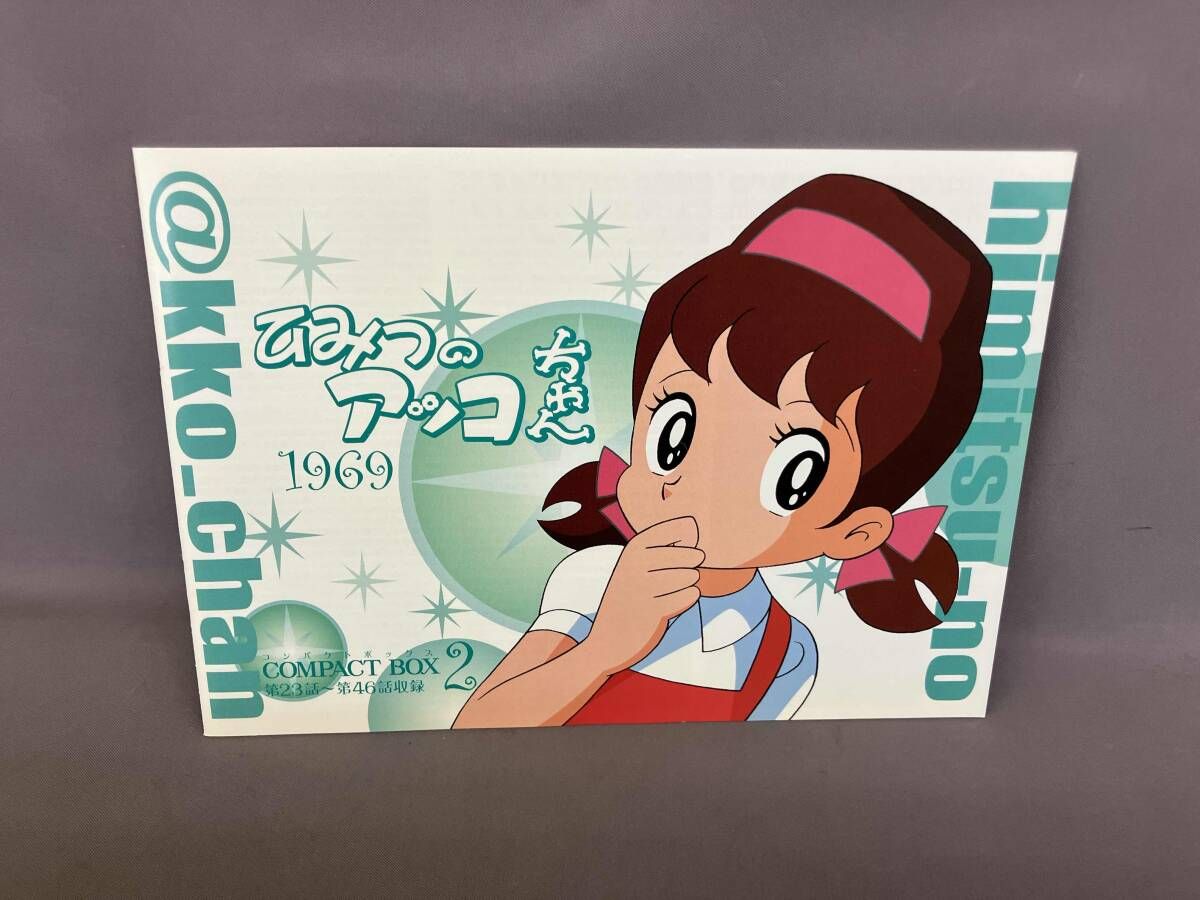 @kko_chan
himitsu-no
ひみつの
アッコ
ちゃん
1969
コンパクトボックス
COMPACT BOX 2
第23話～第46話収録